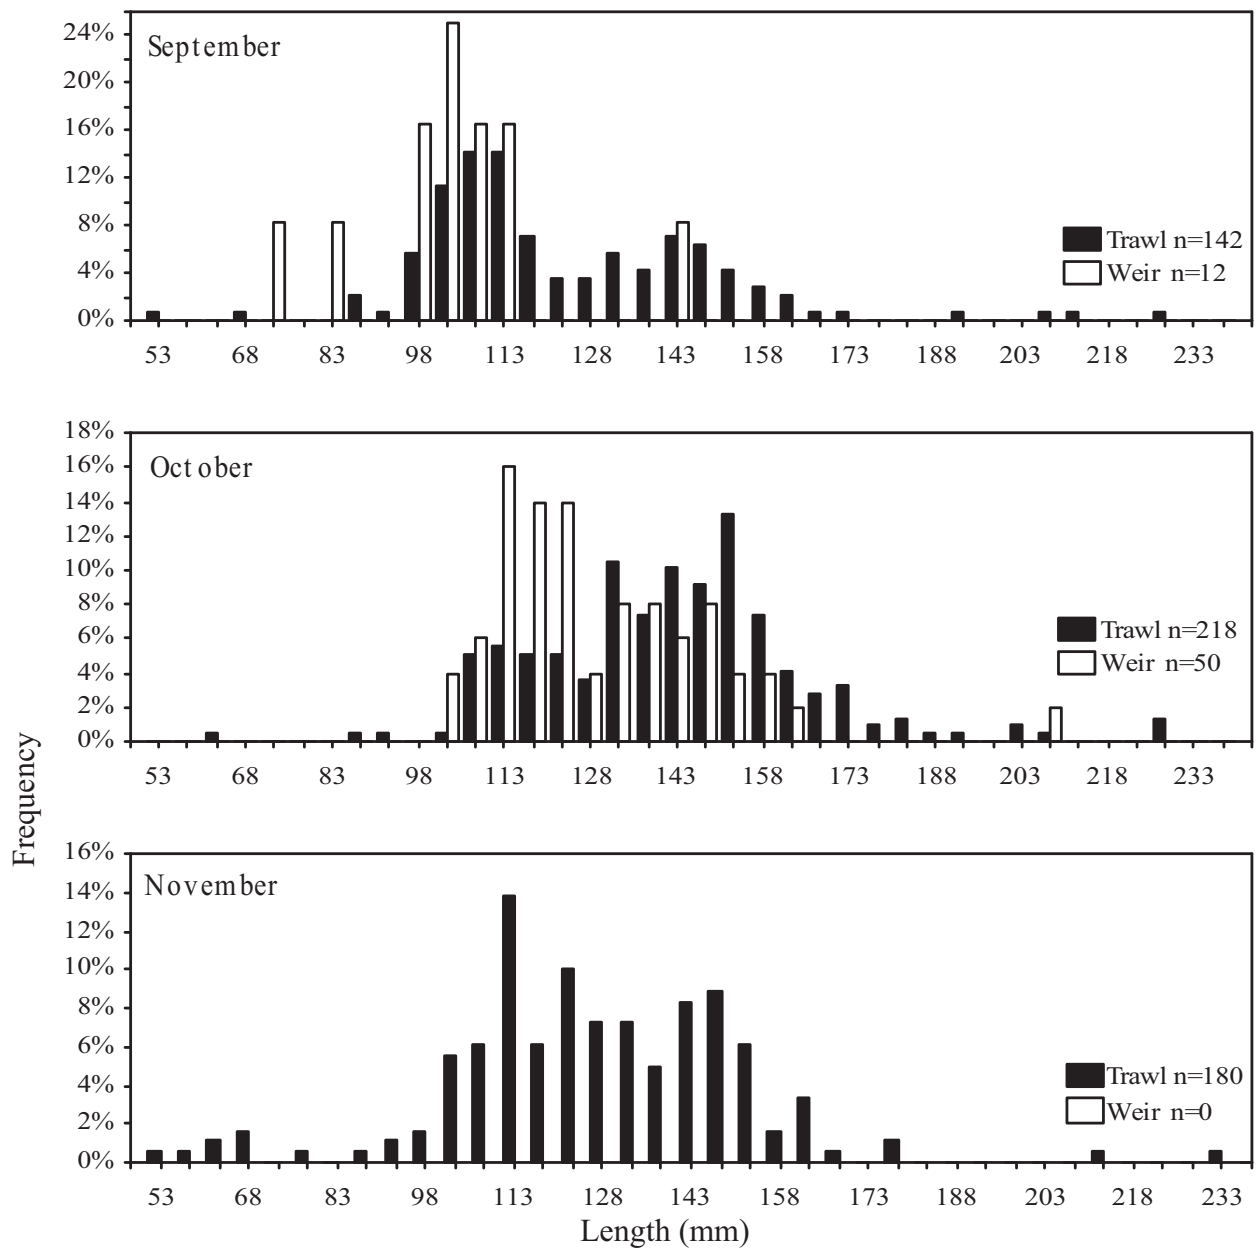 24%
September
20%
16%
12%
8%
Trawl n=142
4%
Weir n=12
0%
53 68 83 98 113 128 143 158 173 188 203 218 233
18%
16%
October
14%
12%
10%
8%
6%
Trawl n=218
4%
Weir n=50
2%
0%
53 68 83 98 113 128 143 158 173 188 203 218 233
Frequency
16%
November
14%
12%
10%
8%
6%
4%
Trawl n=180
2%
Weir n=0
0%
53 68 83 98 113 128 143 158 173 188 203 218 233
Length (mm)